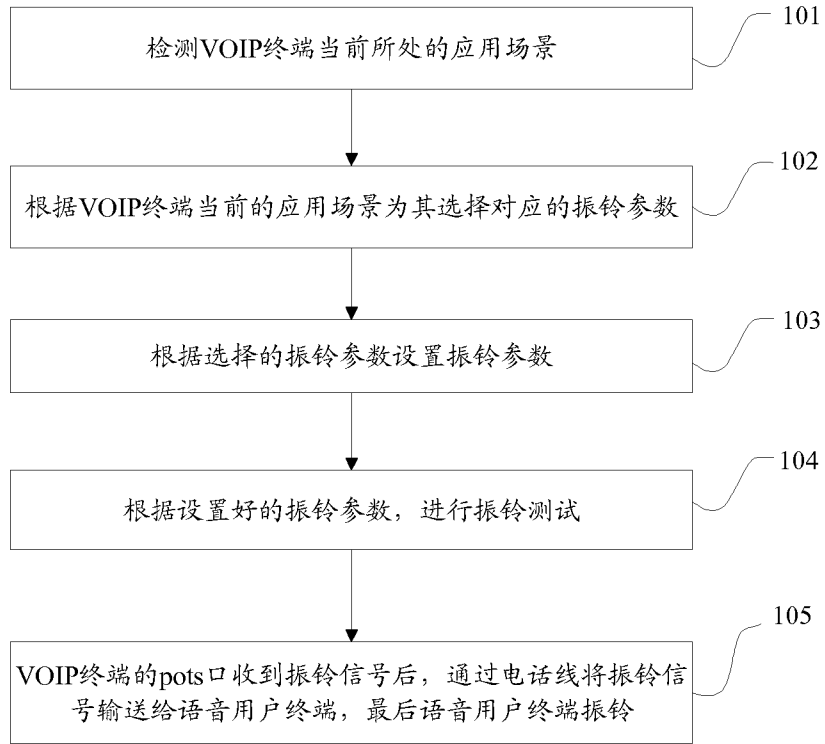 检测VOIP终端当前所处的应用场景
101
根据VOIP终端当前的应用场景为其选择对应的振铃参数
102
根据选择的振铃参数设置振铃参数
103
根据设置好的振铃参数，进行振铃测试
104
VOIP终端的pots口收到振铃信号后，通过电话线将振铃信
号输送给语音用户终端，最后语音用户终端振铃
105